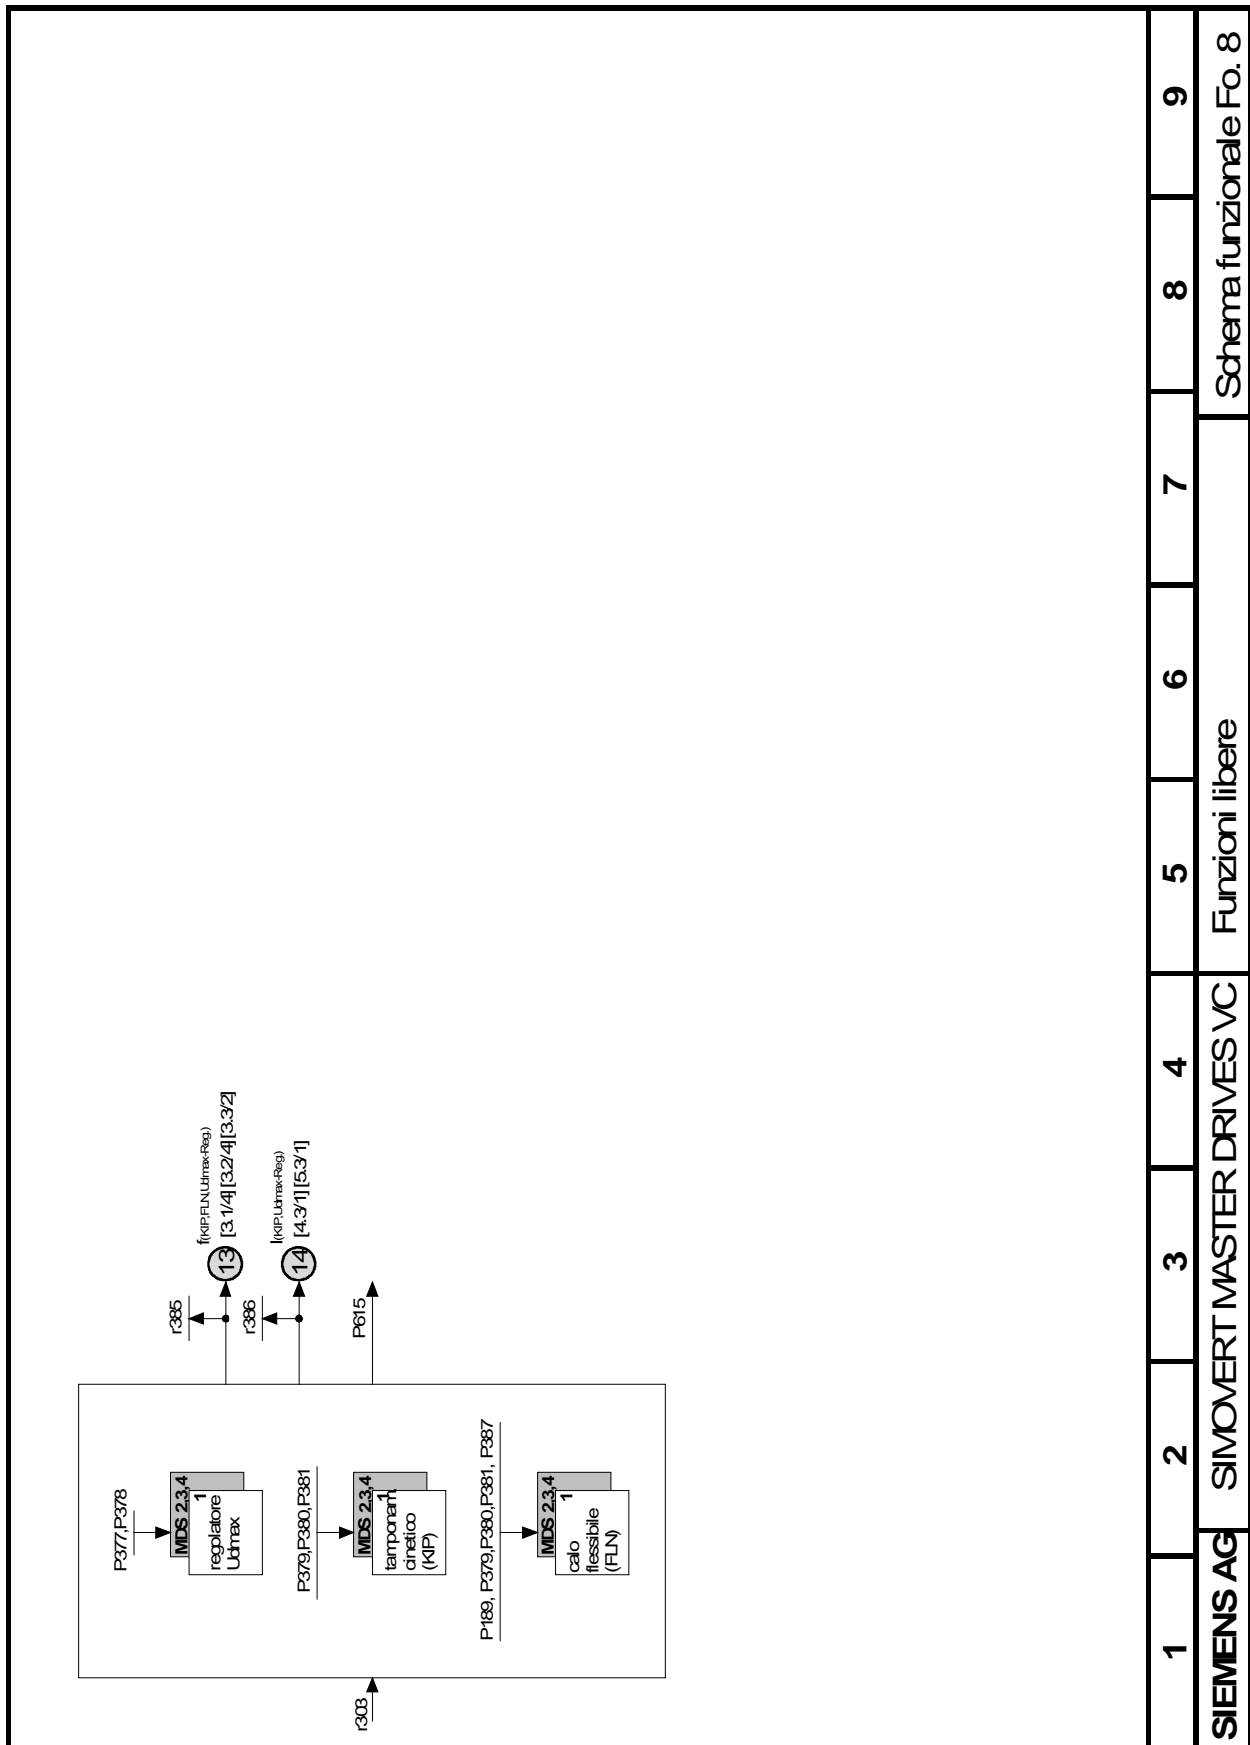 P377,P378
MDS 2,3,4
1
regolatore
Udmax
P379,P380,P381
MDS 2,3,4
1
tamponam.
cinetico
(KIP)
P189, P379,P380,P381, P387
MDS 2,3,4
1
calo
flessibile
(FLN)
r303
r385
f(KIP,FLN,Udmax-Reg.)
13
[3.1/4] [3.2/4] [3.3/2]
r386
I(KIP,Udmax-Reg.)
14
[4.3/1] [5.3/1]
P615
1 2 3 4 5 6 7 8 9
SIEMENS AG SIMOVERT MASTER DRIVES VC Funzioni libere Schema funzionale Fo. 8